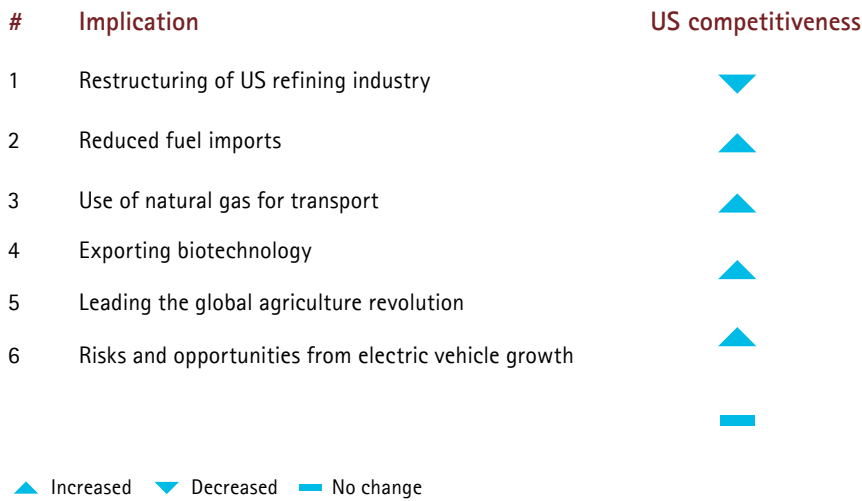 # Implication US competitiveness
1 Restructuring of US refining industry
2 Reduced fuel imports
3 Use of natural gas for transport
4 Exporting biotechnology
5 Leading the global agriculture revolution
6 Risks and opportunities from electric vehicle growth
Increased Decreased No change